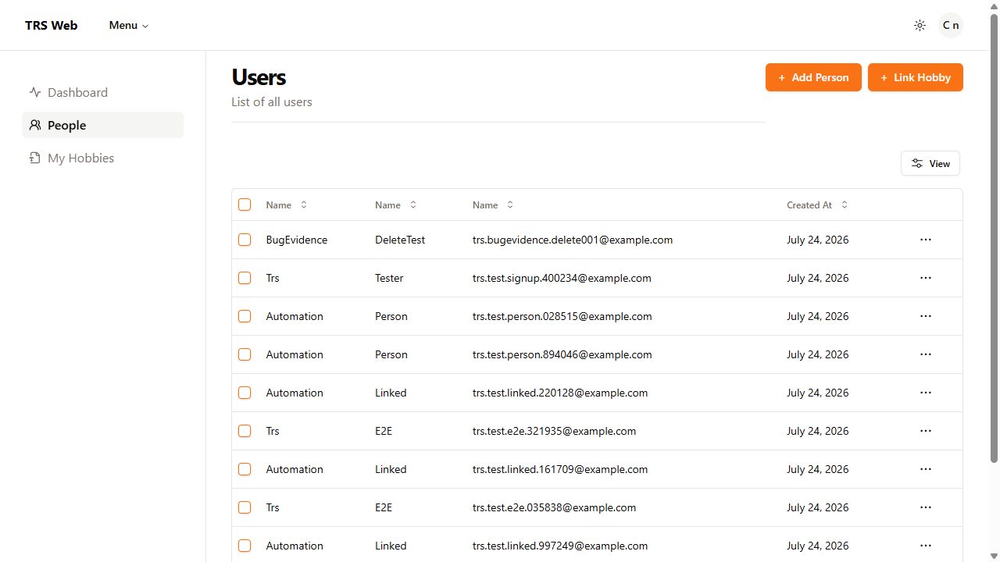 TRS Web Menu C n
Dashboard
People
My Hobbies
Users
List of all users
+ Add Person + Link Hobby
View
Name Name Name Created At
BugEvidence DeleteTest trs.bugevidence.delete001@example.com July 24, 2026
Trs Tester trs.test.signup.400234@example.com July 24, 2026
Automation Person trs.test.person.028515@example.com July 24, 2026
Automation Person trs.test.person.894046@example.com July 24, 2026
Automation Linked trs.test.linked.220128@example.com July 24, 2026
Trs E2E trs.test.e2e.321935@example.com July 24, 2026
Automation Linked trs.test.linked.161709@example.com July 24, 2026
Trs E2E trs.test.e2e.035838@example.com July 24, 2026
Automation Linked trs.test.linked.997249@example.com July 24, 2026